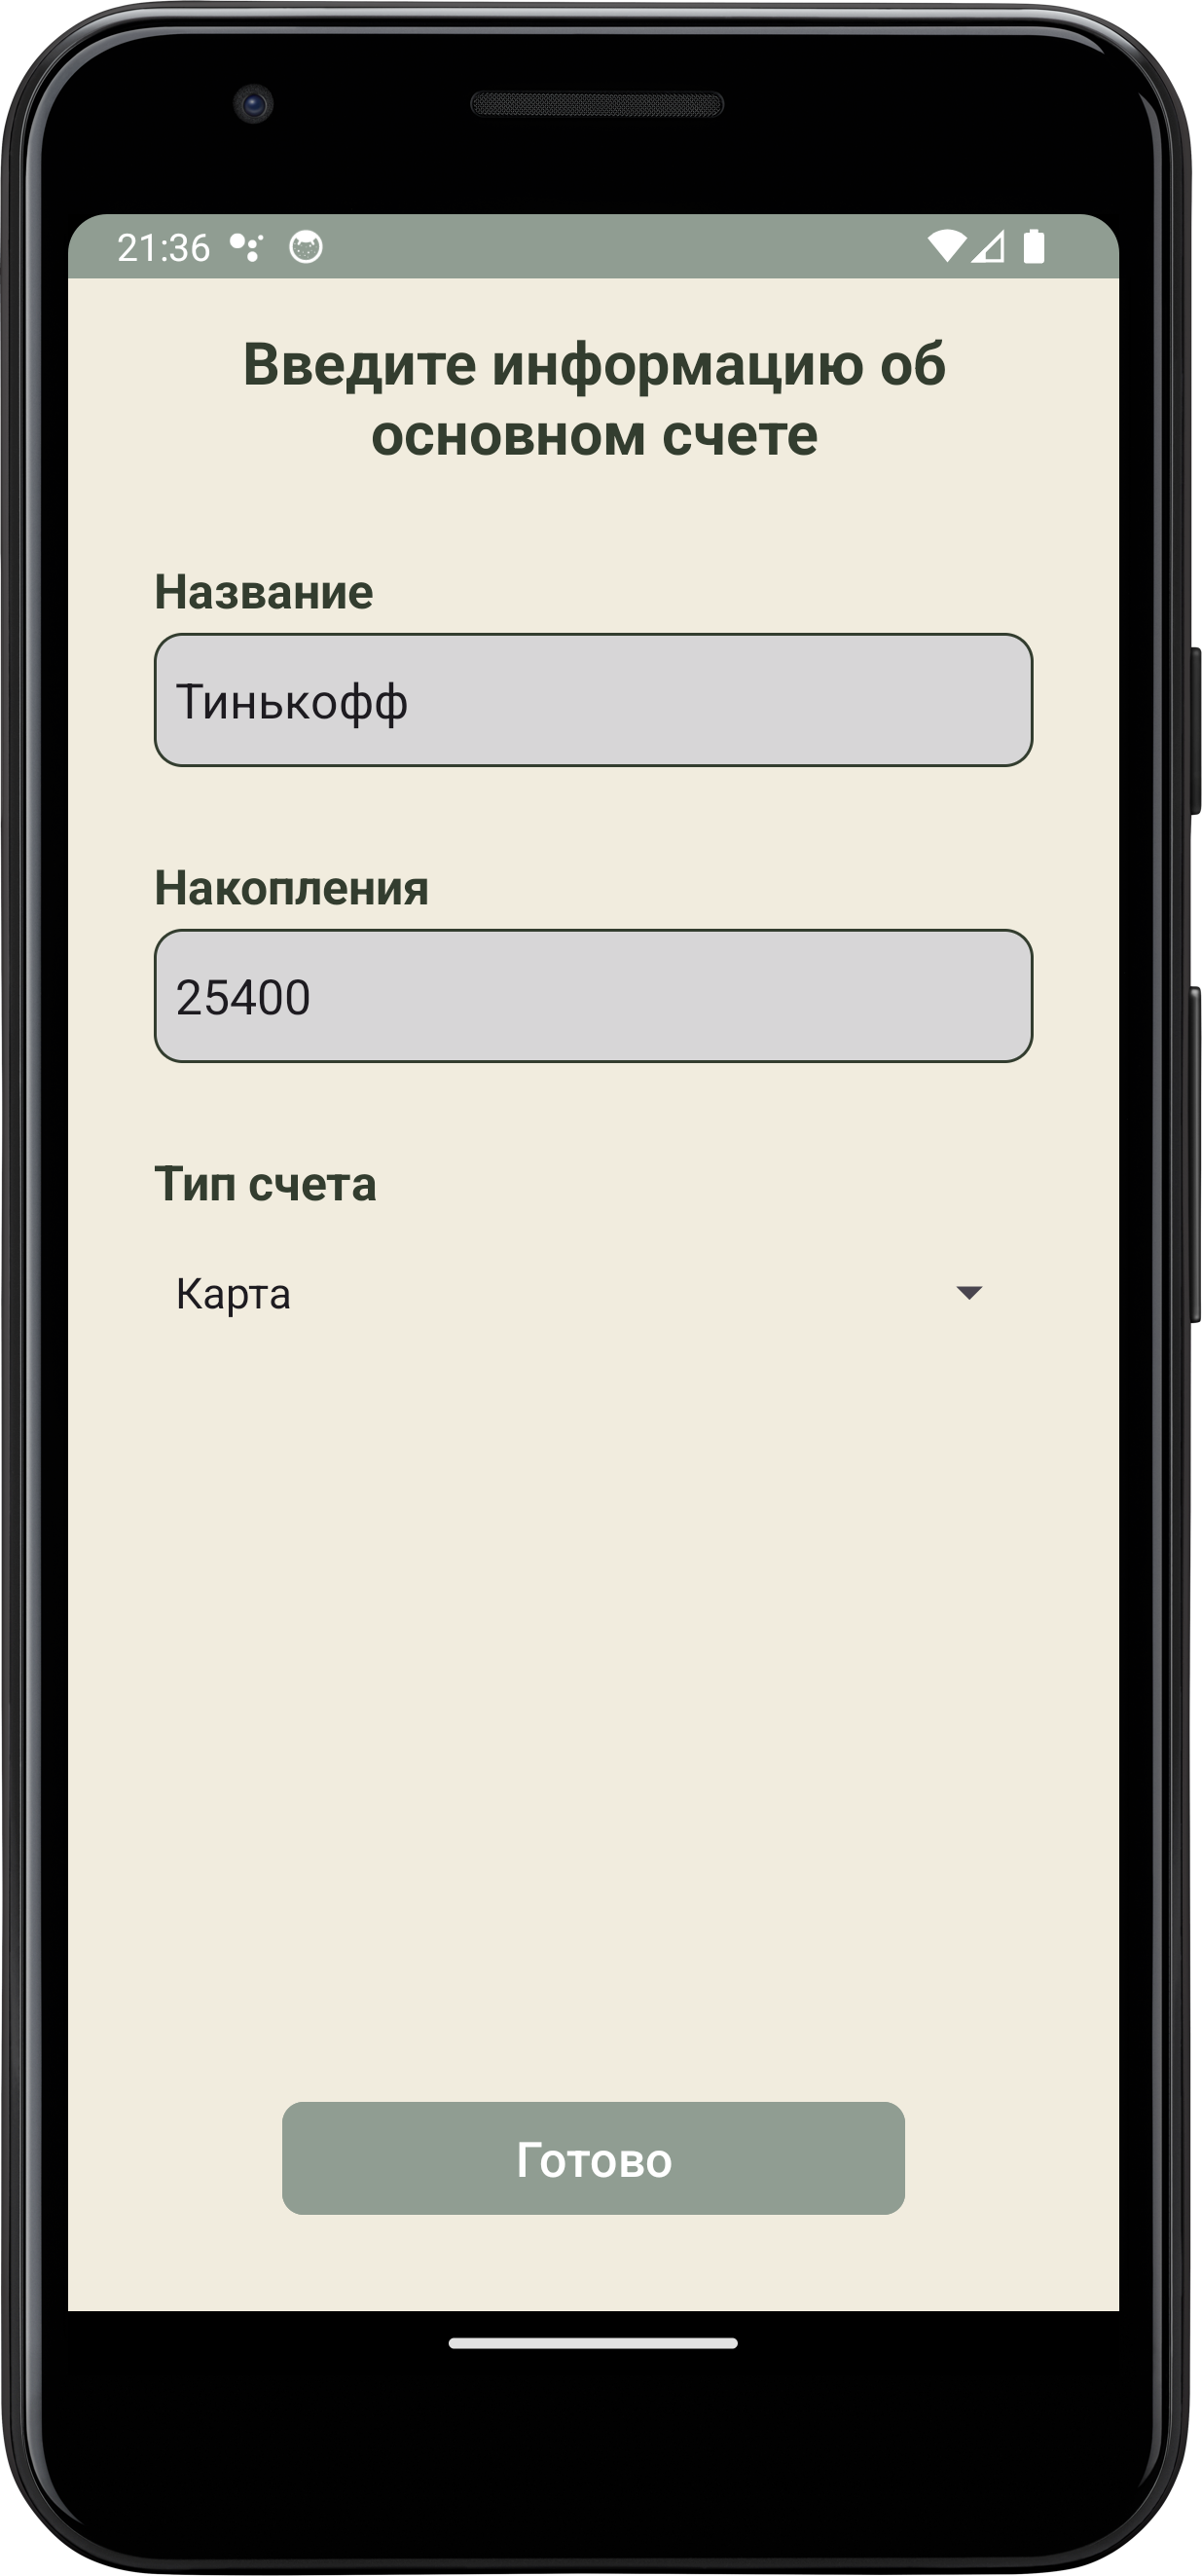 21:36
Введите информацию об
основном счете
Название
Тинькофф
Накопления
25400
Тип счета
Карта
Готово